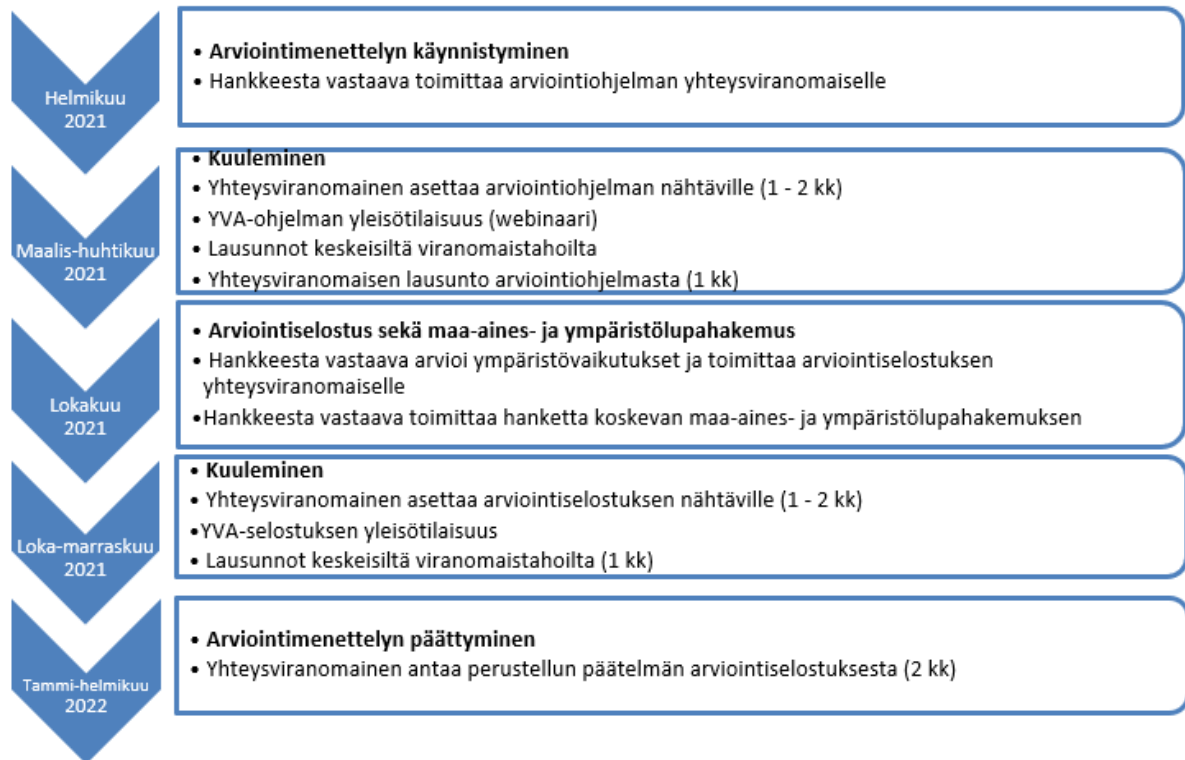 Helmikuu
2021
• Arviointimenettelyn käynnistyminen
• Hankkeesta vastaava toimittaa arviointiohjelman yhteysviranomaiselle
Maalis-huhtikuu
2021
• Kuuleminen
• Yhteysviranomainen asettaa arviointiohjelman nähtäville (1 - 2 kk)
• YVA-ohjelman yleisötilaisuus (webinaari)
• Lausunnot keskeisiltä viranomaistahoilta
• Yhteysviranomaisen lausunto arviointiohjelmasta (1 kk)
Lokakuu
2021
• Arviointiselostus sekä maa-aines- ja ympäristölupahakemus
• Hankkeesta vastaava arvioi ympäristövaikutukset ja toimittaa arviointiselostuksen
yhteysviranomaiselle
•Hankkeesta vastaava toimittaa hanketta koskevan maa-aines- ja ympäristölupahakemuksen
Loka-marraskuu
2021
• Kuuleminen
• Yhteysviranomainen asettaa arviointiselostuksen nähtäville (1 - 2 kk)
•YVA-selostuksen yleisötilaisuus
• Lausunnot keskeisiltä viranomaistahoilta (1 kk)
Tammi-helmikuu
2022
• Arviointimenettelyn päättyminen
• Yhteysviranomainen antaa perustellun päätelmän arviointiselostuksesta (2 kk)